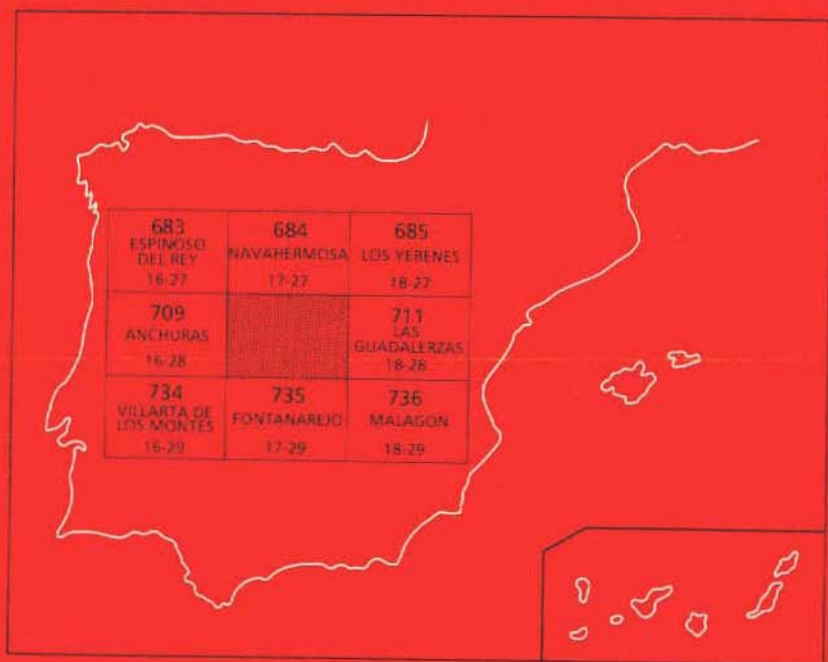 683
ESPINOSO
DEL REY
16-27
684
NAVAHERMOSA
17-27
685
LOS YEBENES
18-27
709
ANCHURAS
16-28
711
LAS
GUADALERZAS
18-28
734
VILLARTA DE
LOS MONTES
16-29
735
FONTANAREJO
17-29
736
MALAGON
18-29